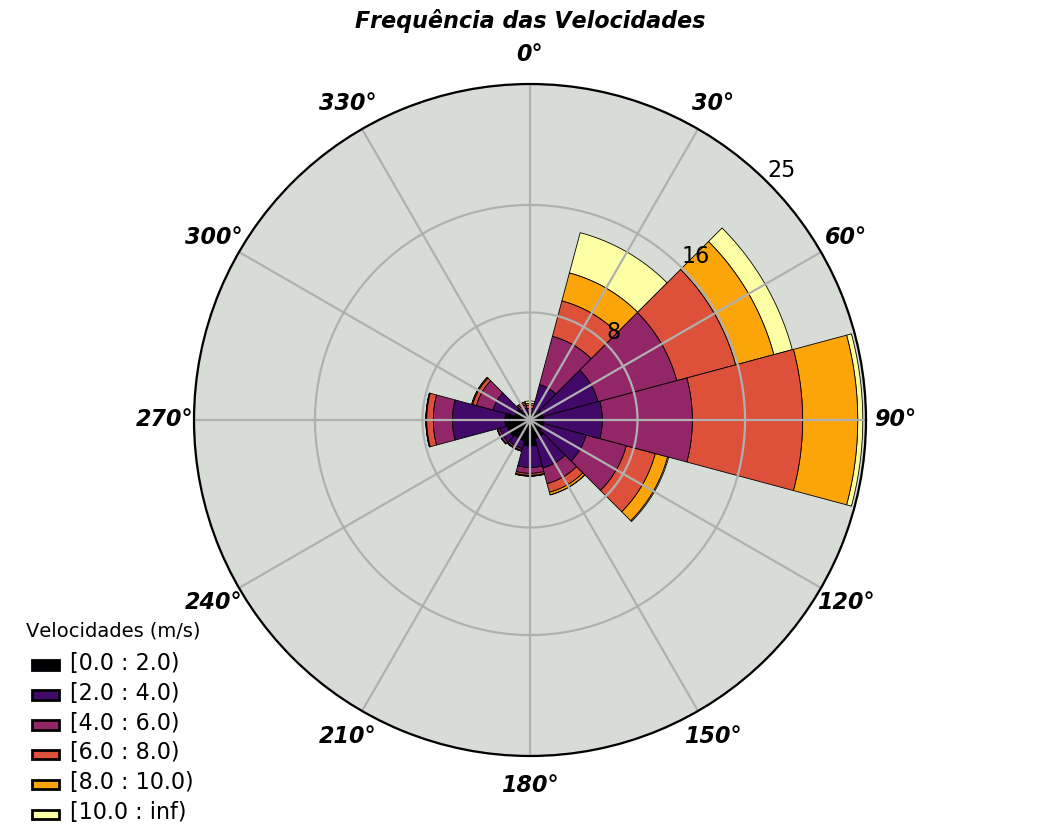 Frequência das Velocidades
0°
330°
30°
25
300°
60°
16
8
270°
90°
240°
120°
210°
150°
180°
Velocidades (m/s)
[0.0 : 2.0)
[2.0 : 4.0)
[4.0 : 6.0)
[6.0 : 8.0)
[8.0 : 10.0)
[10.0 : inf)